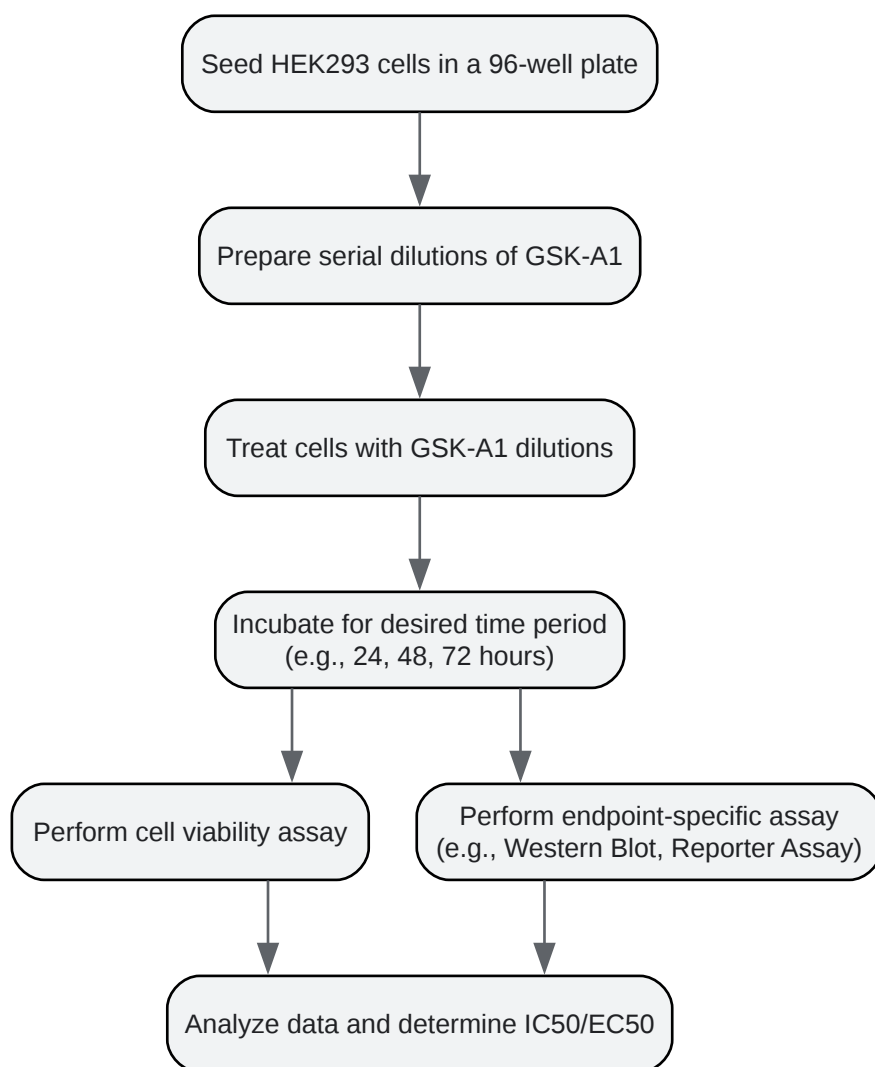 Seed HEK293 cells in a 96-well plate
Prepare serial dilutions of GSK-A1
Treat cells with GSK-A1 dilutions
Incubate for desired time period
(e.g., 24, 48, 72 hours)
Perform cell viability assay
Perform endpoint-specific assay
(e.g., Western Blot, Reporter Assay)
Analyze data and determine IC50/EC50